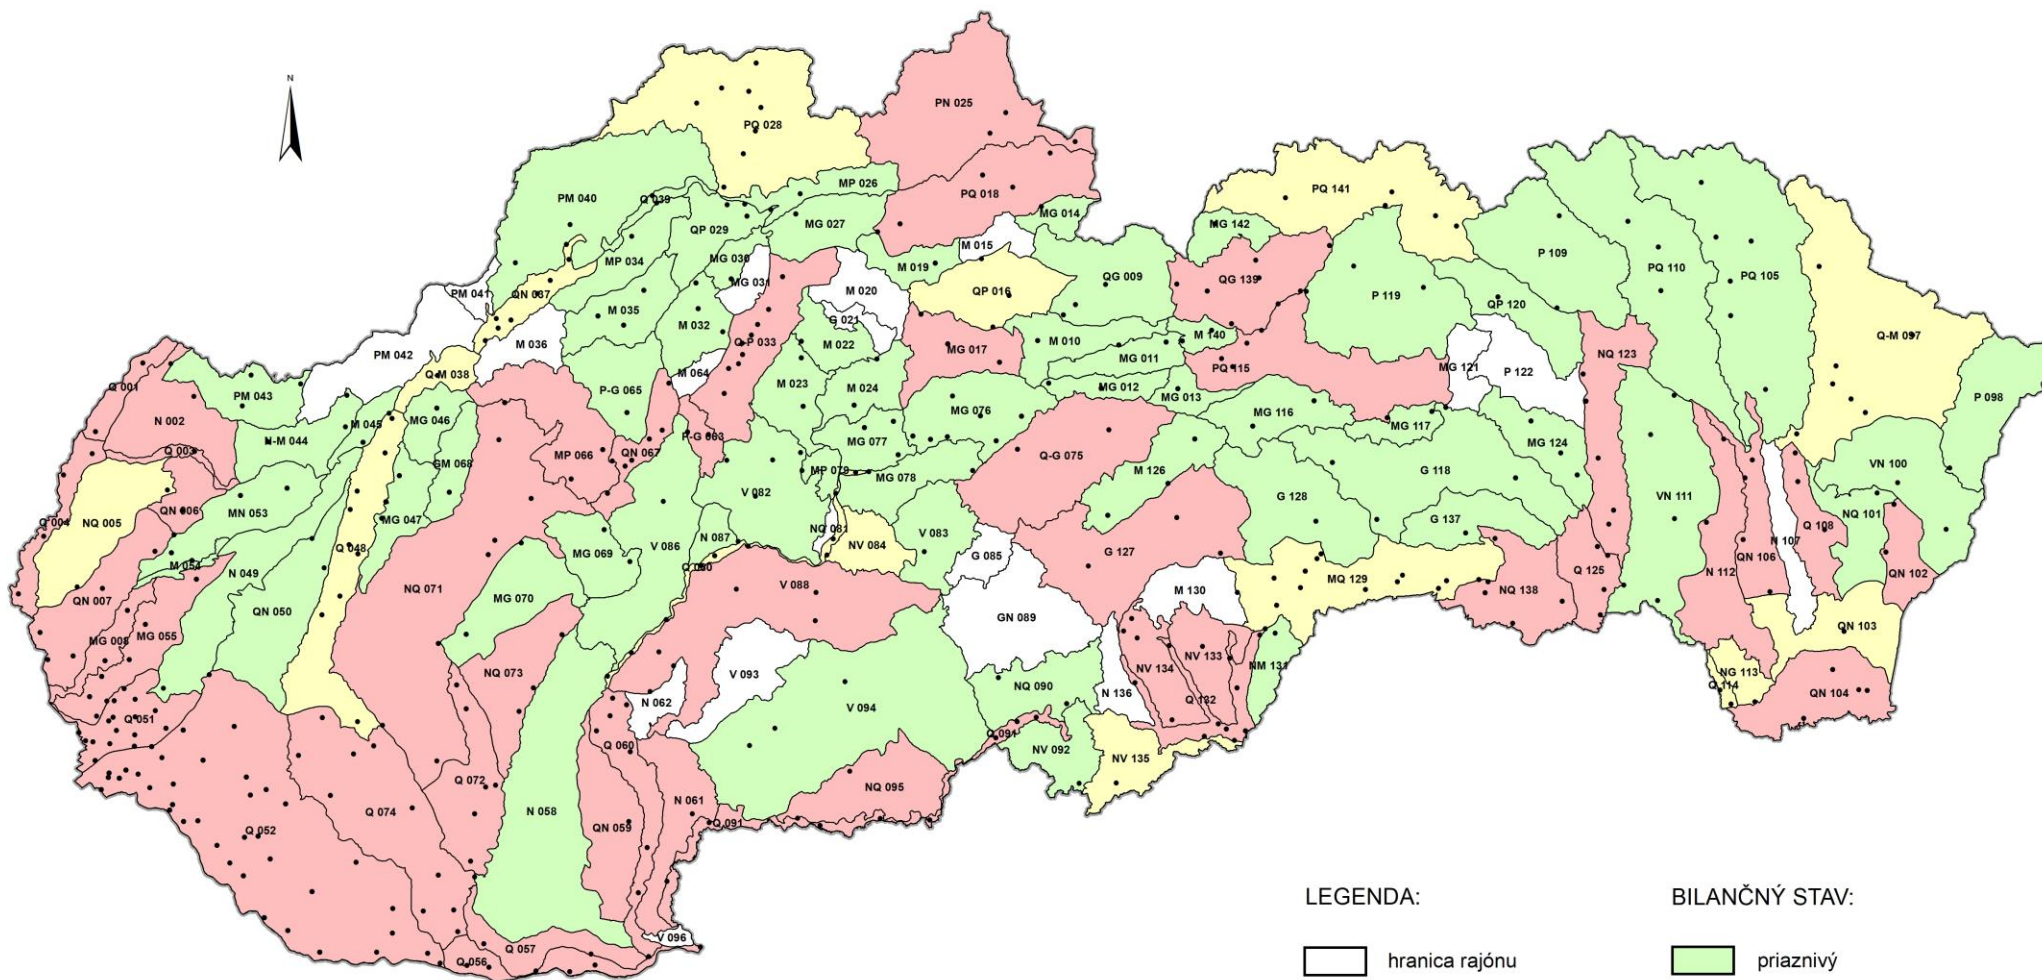 N
PN 025
PQ 028
PQ 018
MP 026
MG 014
PQ 141
MG 142
PM 040
Q 039
QP 029
MG 027
M 015
P 109
PQ 110
PQ 105
MP 034
MG 030
MG 031
M 019
M 020
QP 016
QG 009
QG 139
P 119
QP 120
PM 041
QN 037
M 035
M 032
Q-P 033
G 021
M 022
MG 017
M 010
M 140
MG 011
PQ 115
MG 121
P 122
NQ 123
Q-M 097
P 098
PM 042
M 036
Q-M 038
M 064
P-G 065
M 023
M 024
MG 012
MG 013
MG 076
MG 116
MG 117
MG 124
Q 001
PM 043
N 002
N-M 044
M 045
MG 046
Q 003
GM 068
MP 066
QN 067
P-G 063
MG 077
MP 079
MG 078
Q-G 075
M 126
G 118
G 128
VN 100
VN 111
NQ 101
MN 053
NQ 005
QN 006
Q 004
MG 047
Q 048
V 082
NQ 081
V 083
NV 084
G 137
Q 108
QN 106
N 107
N 112
QN 102
M 054
N 049
MG 069
V 086
N 087
G 085
G 127
MQ 129
Q 125
NQ 138
QN 007
QN 050
NQ 071
MG 070
V 088
M 130
GN 089
QN 103
MG 008
MG 055
NQ 073
V 093
NV 133
NV 134
NM 131
NQ 090
N 136
NG 113
Q 114
QN 104
Q 051
N 062
V 094
Q 132
Q 091
NV 092
NV 135
Q 060
Q 072
Q 074
N 058
N 061
NQ 095
Q 052
QN 059
Q 091
V 096
Q 057
Q 056
LEGENDA:
BILANČNÝ STAV:
hranica rajónu
priaznivý